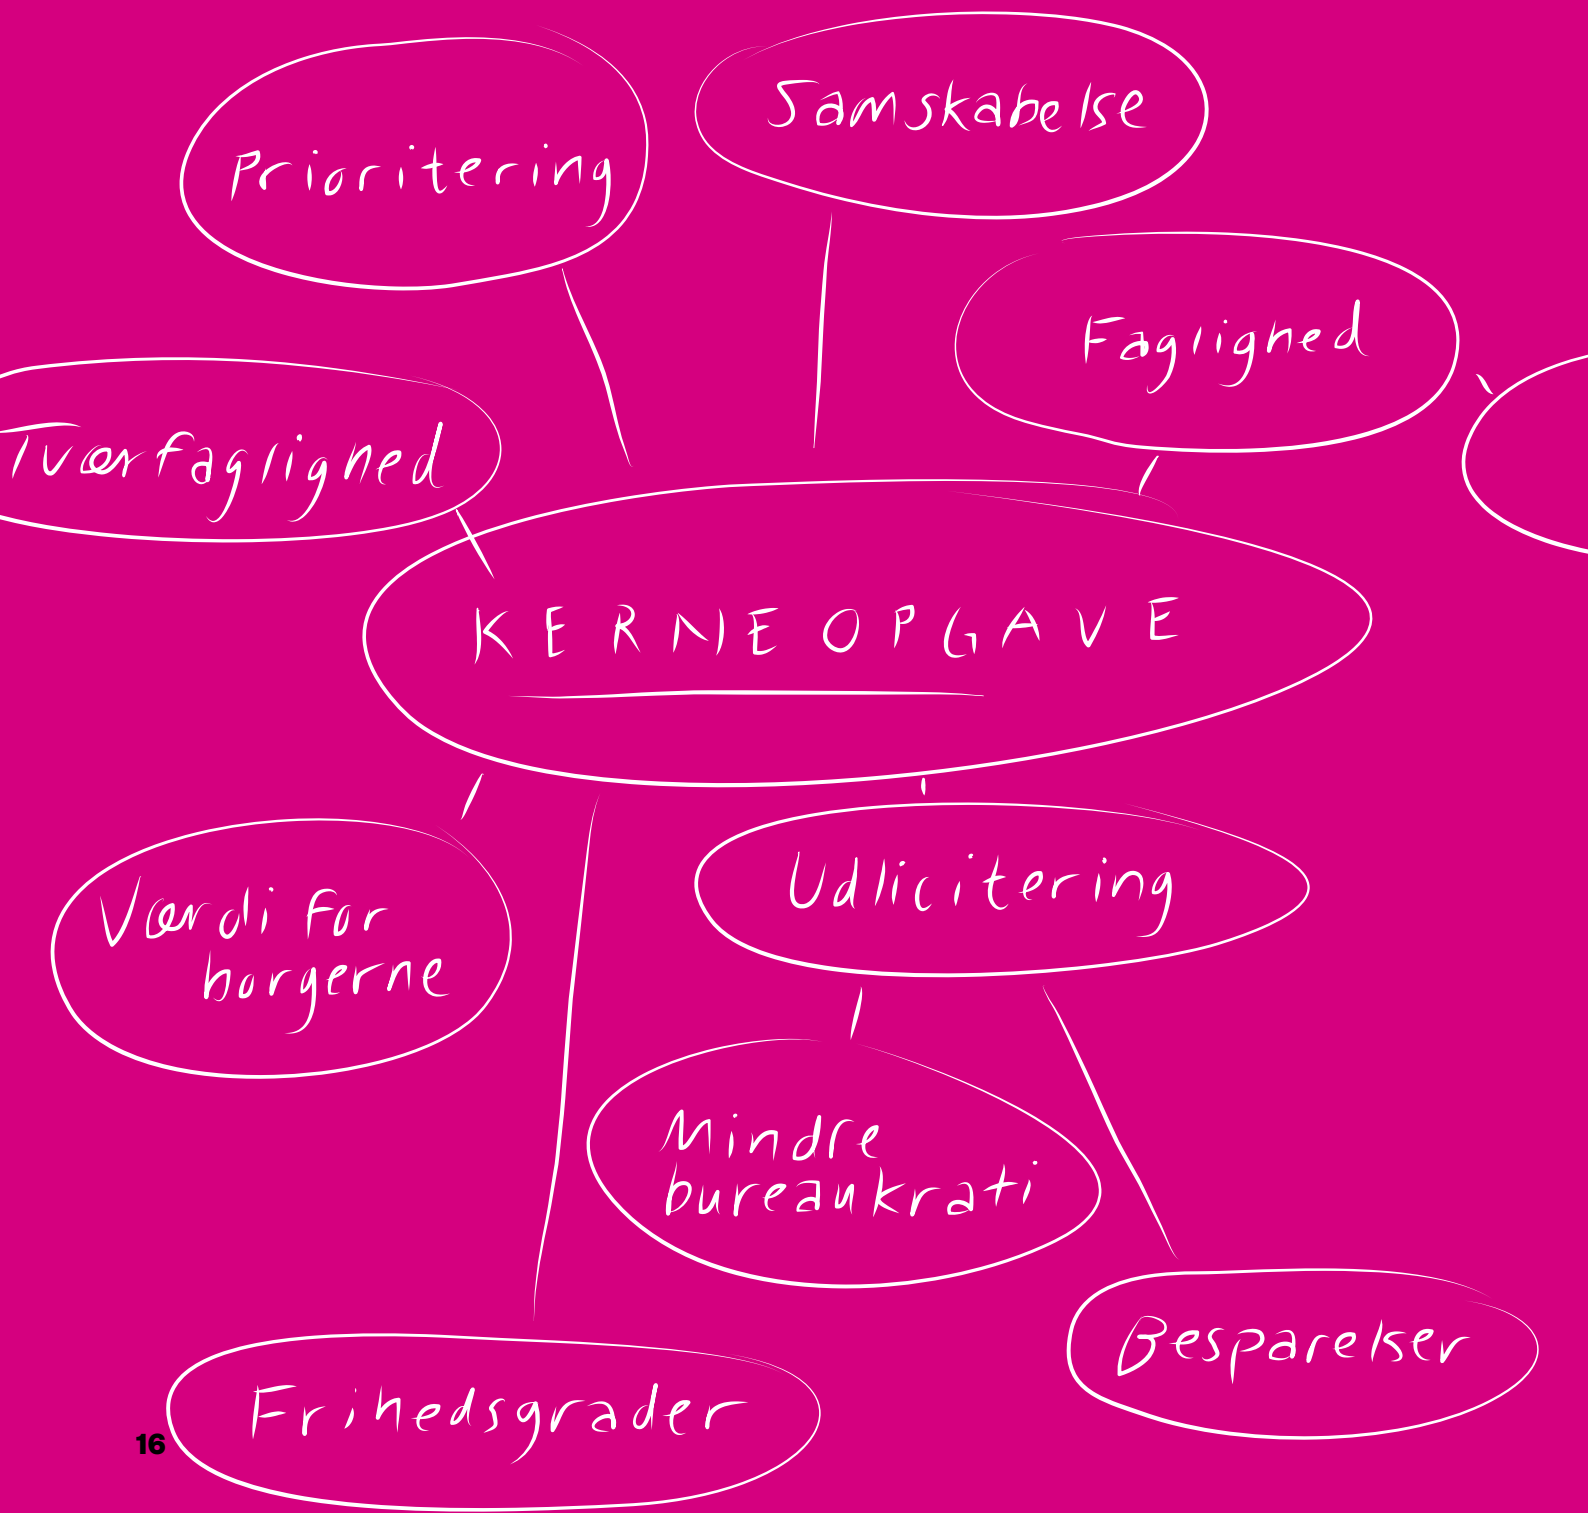 Samskabelse
Prioritering
Faglighed
Tværfaglighed
KERNEOPGAVE
Udlicitering
Værdi for
borgerne
Mindre
bureaukrati
Besparelser
Frihedsgrader
16